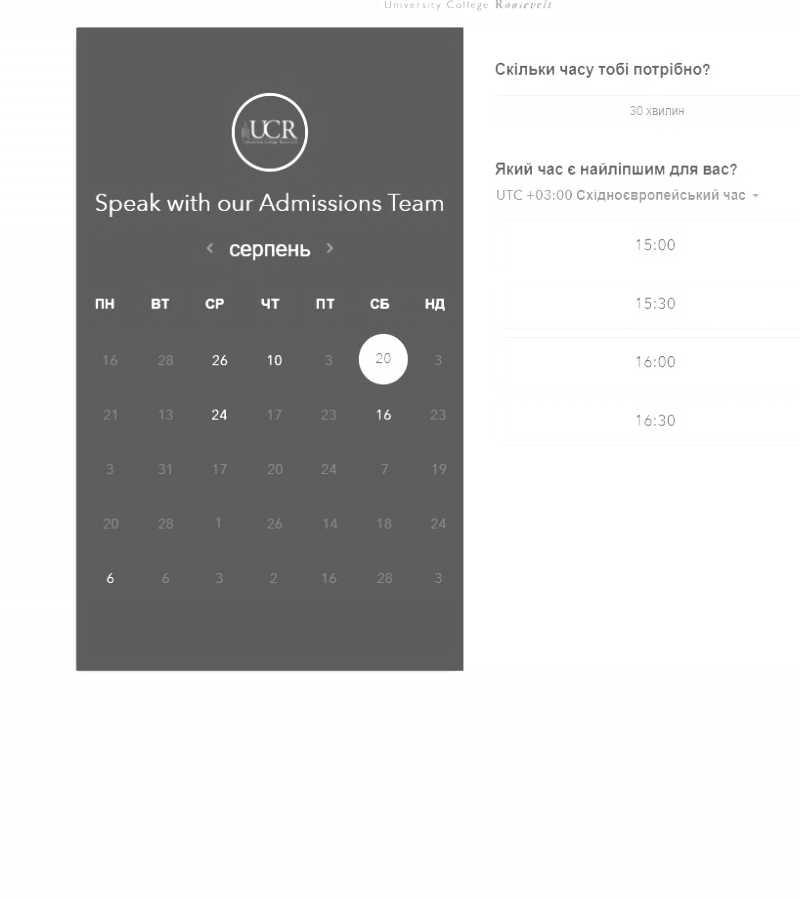 University College Roosevelt
UCR
Speak with our Admissions Team
серпень
ПН ВТ СР ЧТ ПТ СБ НД
16 28 26 10 3 20 3
21 13 24 17 23 16 23
3 31 17 20 24 7 19
20 28 1 26 14 18 24
6 6 3 2 16 28 3
Скільки часу тобі потрібно?
30 хвилин
Який час є найліпшим для вас?
UTC +03:00 Східноєвропейський час
15:00
15:30
16:00
16:30